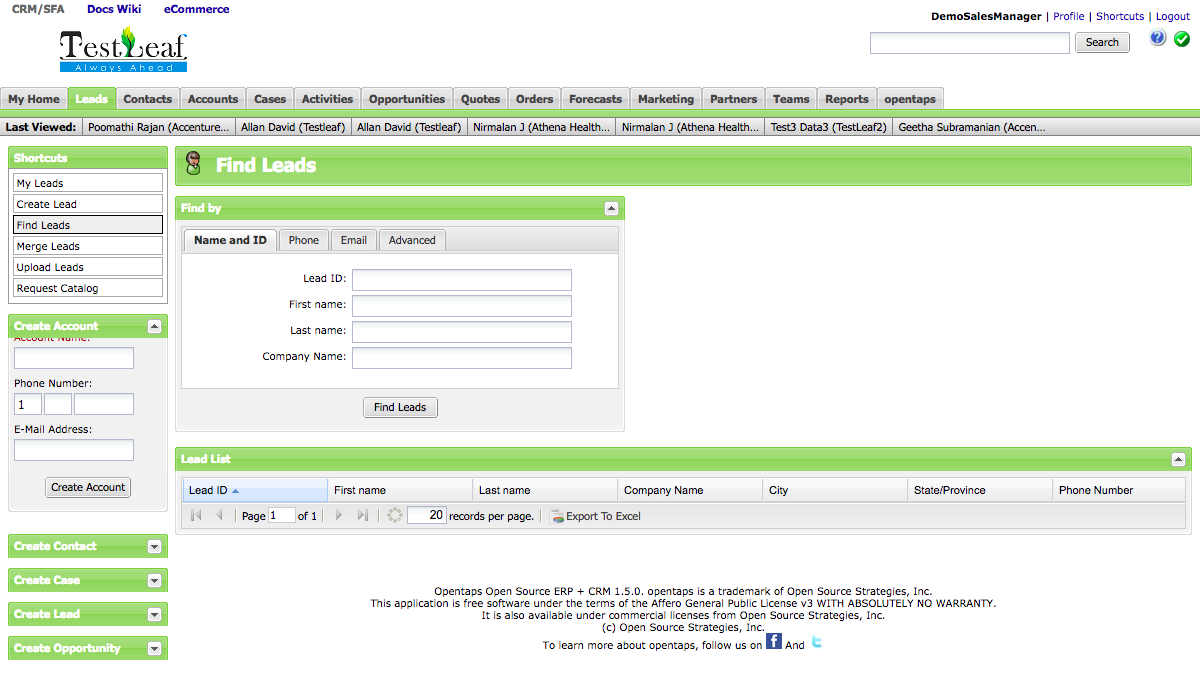 CRM/SFA Docs Wiki eCommerce
DemoSalesManager | Profile | Shortcuts | Logout
TestLeaf
Always Ahead
Search
My Home Leads Contacts Accounts Cases Activities Opportunities Quotes Orders Forecasts Marketing Partners Teams Reports opentaps
Last Viewed: Poomathi Rajan (Accenture... Allan David (Testleaf) Allan David (Testleaf) Nirmalan J (Athena Health... Nirmalan J (Athena Health... Test3 Data3 (TestLeaf2) Geetha Subramanian (Accen...
Shortcuts
My Leads
Create Lead
Find Leads
Merge Leads
Upload Leads
Request Catalog
Create Account
Account Name:
Phone Number:
1
E-Mail Address:
Create Account
Create Contact
Create Case
Create Lead
Create Opportunity
Find Leads
Find by
Name and ID Phone Email Advanced
Lead ID:
First name:
Last name:
Company Name:
Find Leads
Lead List
Lead ID First name Last name Company Name City State/Province Phone Number
Page 1 of 1 20 records per page. Export To Excel
Opentaps Open Source ERP + CRM 1.5.0. opentaps is a trademark of Open Source Strategies, Inc.
This application is free software under the terms of the Affero General Public License v3 WITH ABSOLUTELY NO WARRANTY.
It is also available under commercial licenses from Open Source Strategies, Inc.
(c) Open Source Strategies, Inc.
To learn more about opentaps, follow us on f And t